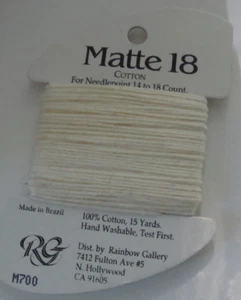 Matte 18
COTTON
For Needlepoint 14 to 18 Count.
Made in Brazil
100% Cotton, 15 Yards.
Hand Washable, Test First.
RG
Dist. by Rainbow Gallery
7412 Fulton Ave #5
N. Hollywood
CA 91605
M700